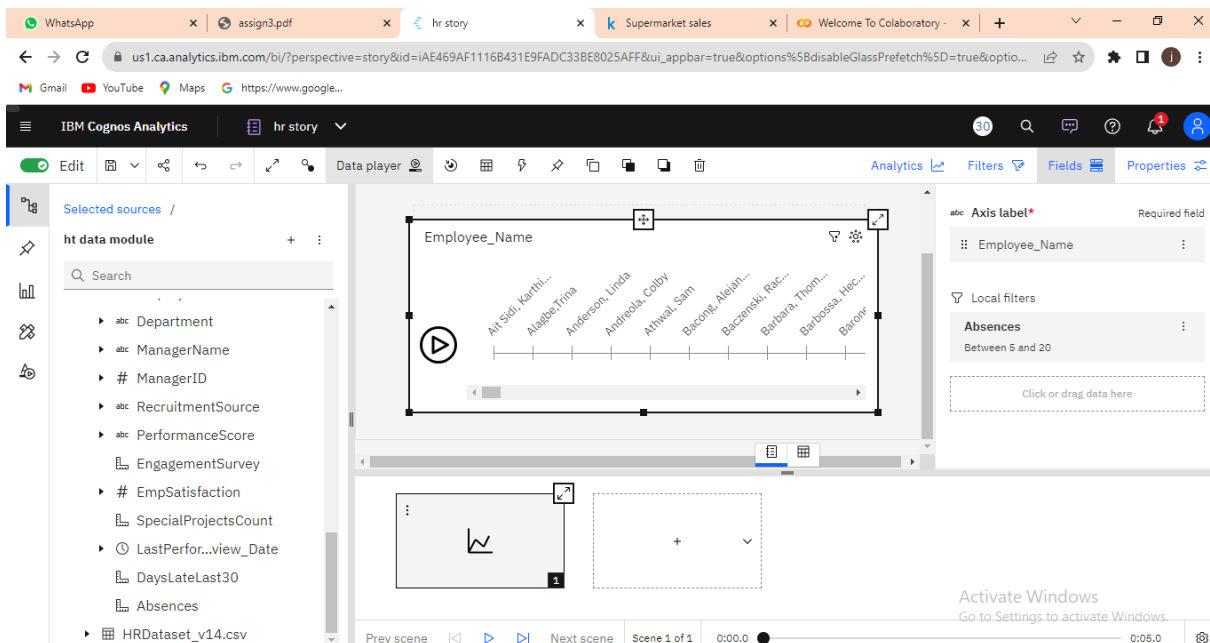 WhatsApp
assign3.pdf
hr story
Supermarket sales
Welcome To Colaboratory -
us1.ca.analytics.ibm.com/bi/?perspective=story&id=iAE469AF1116B431E9FADC33BE8025AFF&ui_appbar=true&options%5BdisableGlassPrefetch%5D=true&optio...
j
Gmail
YouTube
Maps
https://www.google...
IBM Cognos Analytics
hr story
30
1
Edit
Data player
Analytics
Filters
Fields
Properties
Selected sources /
ht data module
Search
abc Department
abc ManagerName
# ManagerID
abc RecruitmentSource
abc PerformanceScore
EngagementSurvey
# EmpSatisfaction
SpecialProjectsCount
LastPerfor...view_Date
DaysLateLast30
Absences
HRDataset_v14.csv
Employee_Name
Ait Sidi, Karthi...
Alagbe,Trina
Anderson, Linda
Andreola, Colby
Athwal, Sam
Bacong, Alejan...
Baczenski, Rac...
Barbara, Thom...
Barbossa, Hec...
abc Axis label*
Required field
Employee_Name
Local filters
Absences
Between 5 and 20
Click or drag data here
1
Activate Windows
Go to Settings to activate Windows.
Prev scene
Next scene
Scene 1 of 1
0:00.0
0:05.0